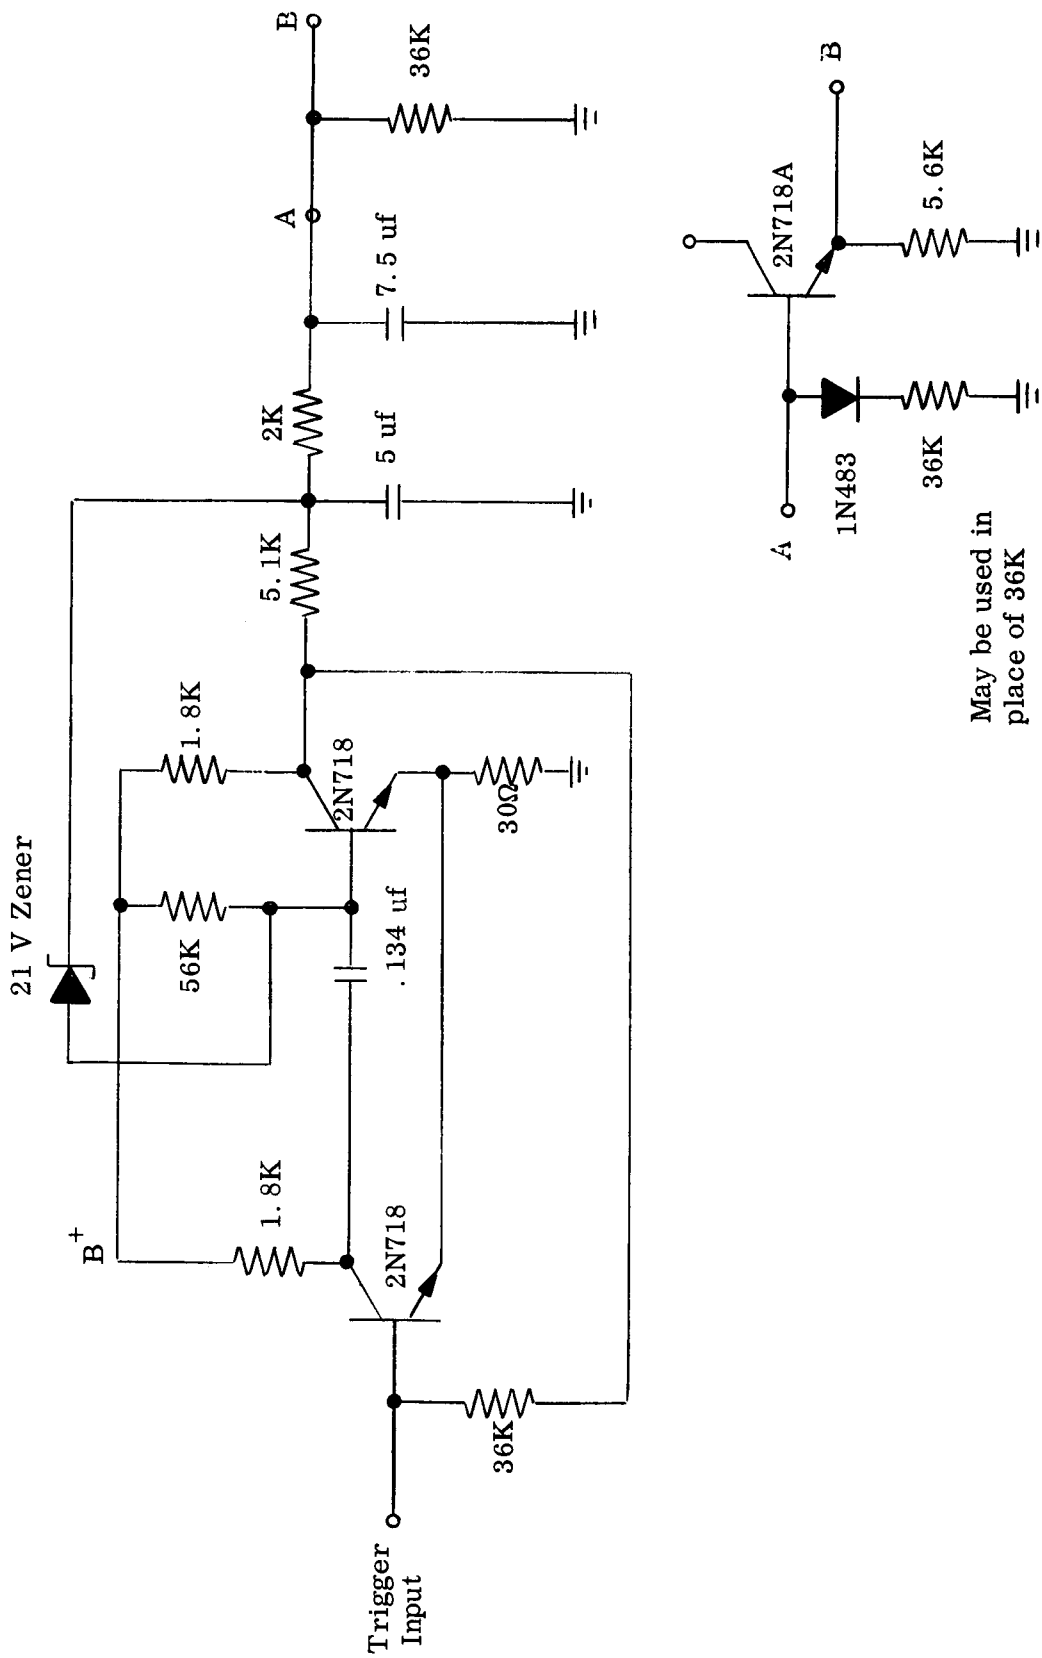 21 V Zener
B+
1.8K
56K
1.8K
2N718
.134 uf
2N718
30Ω
36K
Trigger
Input
5.1K
2K
5 uf
7.5 uf
A
B
36K
A
1N483
36K
2N718A
5.6K
B
May be used in
place of 36K